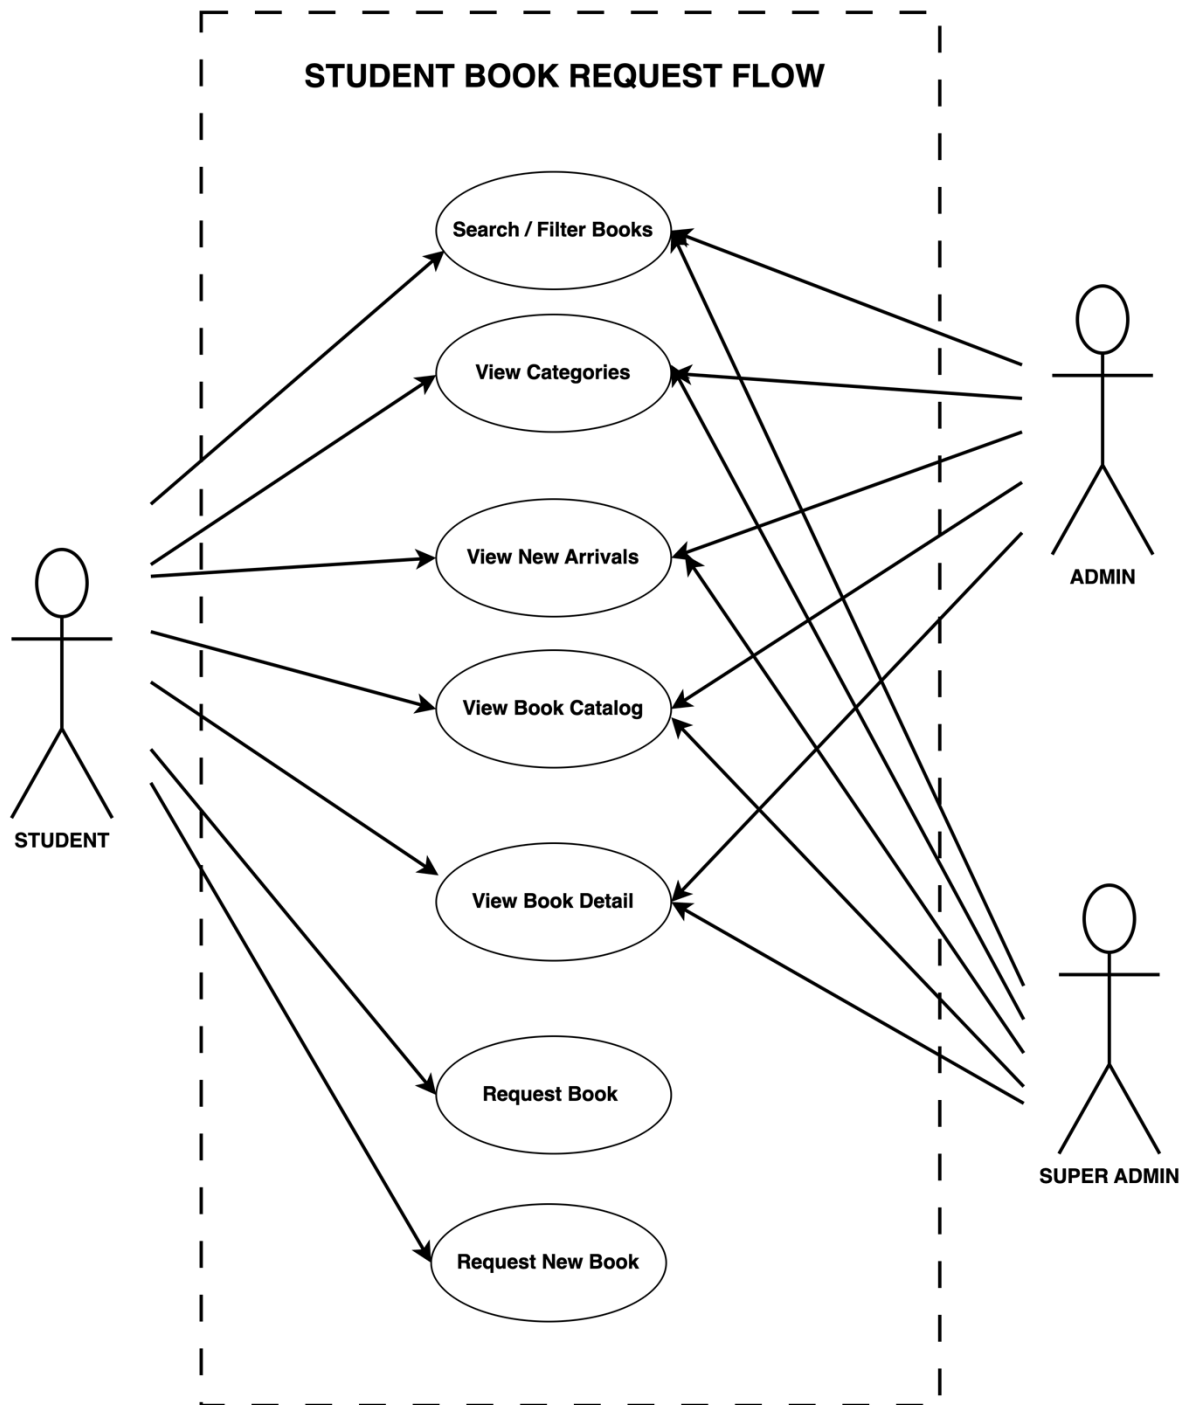 STUDENT BOOK REQUEST FLOW
Search / Filter Books
View Categories
View New Arrivals
ADMIN
View Book Catalog
STUDENT
View Book Detail
Request Book
SUPER ADMIN
Request New Book